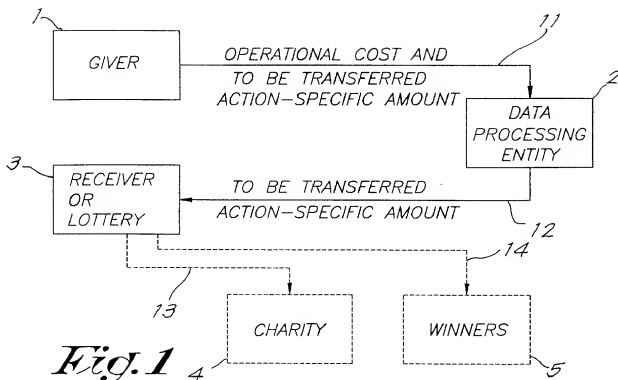 1
GIVER
OPERATIONAL COST AND
TO BE TRANSFERRED
ACTION-SPECIFIC AMOUNT
11
2
DATA
PROCESSING
ENTITY
3
RECEIVER
OR
LOTTERY
TO BE TRANSFERRED
ACTION-SPECIFIC AMOUNT
12
13
14
CHARITY
4
WINNERS
5
Fig.1